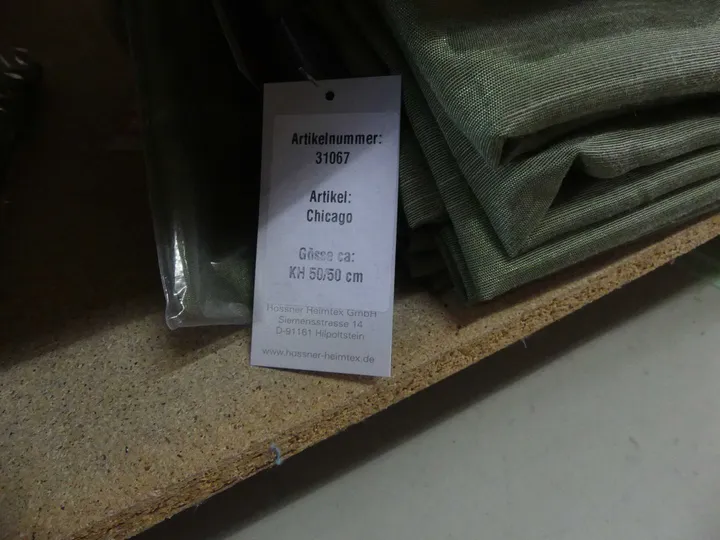 Artikelnummer:
31067
Artikel:
Chicago
Gösse ca:
KH 50/50 cm
Hossner Heimtex GmbH
Siemensstrasse 14
D-91161 Hilpoltstein
www.hossner-heimtex.de